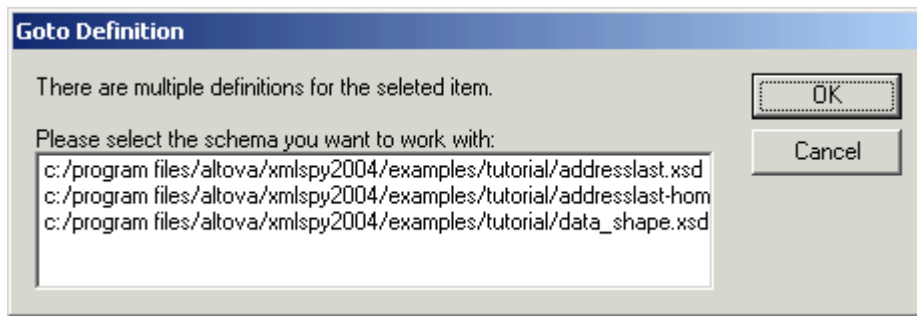 Goto Definition
There are multiple definitions for the seleted item.
OK
Please select the schema you want to work with:
Cancel
c:/program files/altova/xmlspy2004/examples/tutorial/addresslast.xsd
c:/program files/altova/xmlspy2004/examples/tutorial/addresslast-hom
c:/program files/altova/xmlspy2004/examples/tutorial/data_shape.xsd